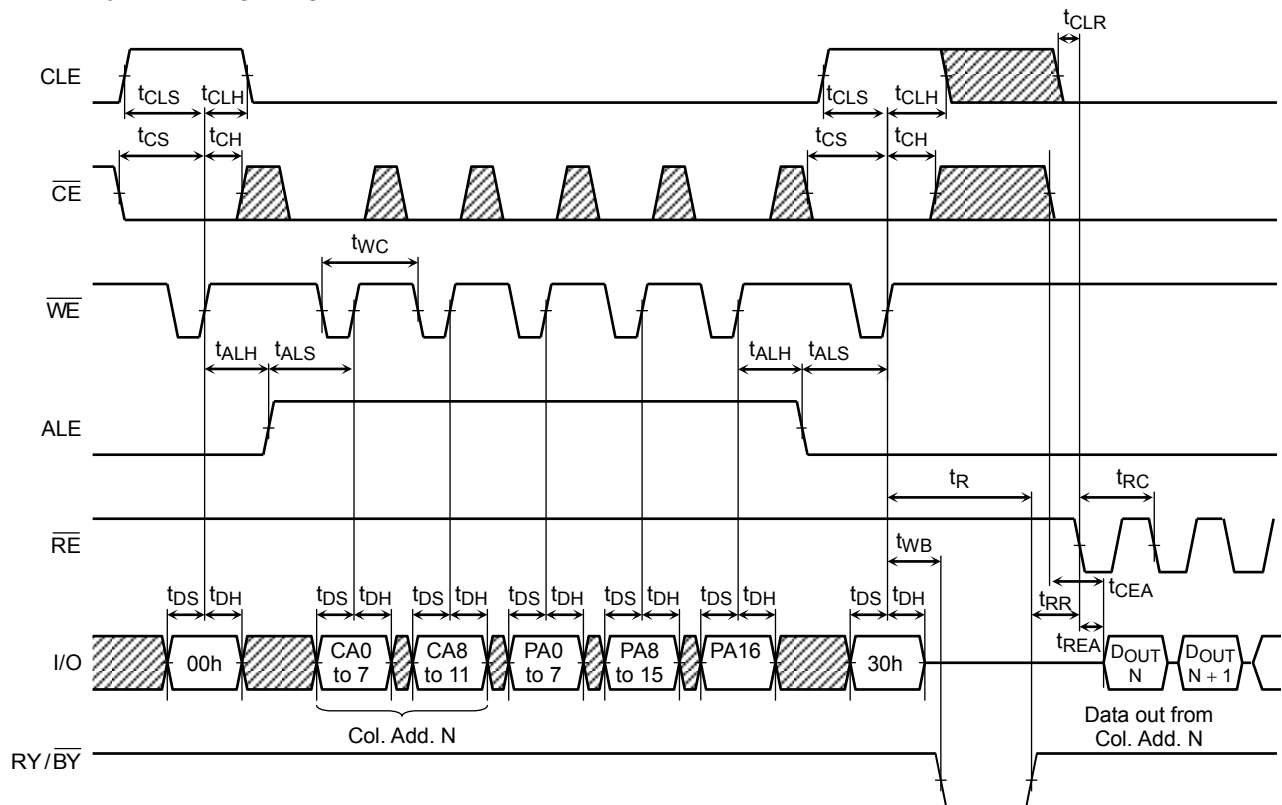 tCLR
CLE
tCLS tCLH tCLS tCLH
tCS tCH tCS tCH
CE
tWC
WE
tALH tALS tALH tALS
ALE
tR tRC
RE
tWB
tCEA
tDS tDH tDS tDH tDS tDH tDS tDH tDS tDH tDS tDH tDS tDH tRR
tREA
I/O 00h CA0 to 7 CA8 to 11 PA0 to 7 PA8 to 15 PA16 30h DOUT N DOUT N + 1
Col. Add. N
Data out from
Col. Add. N
RY/BY